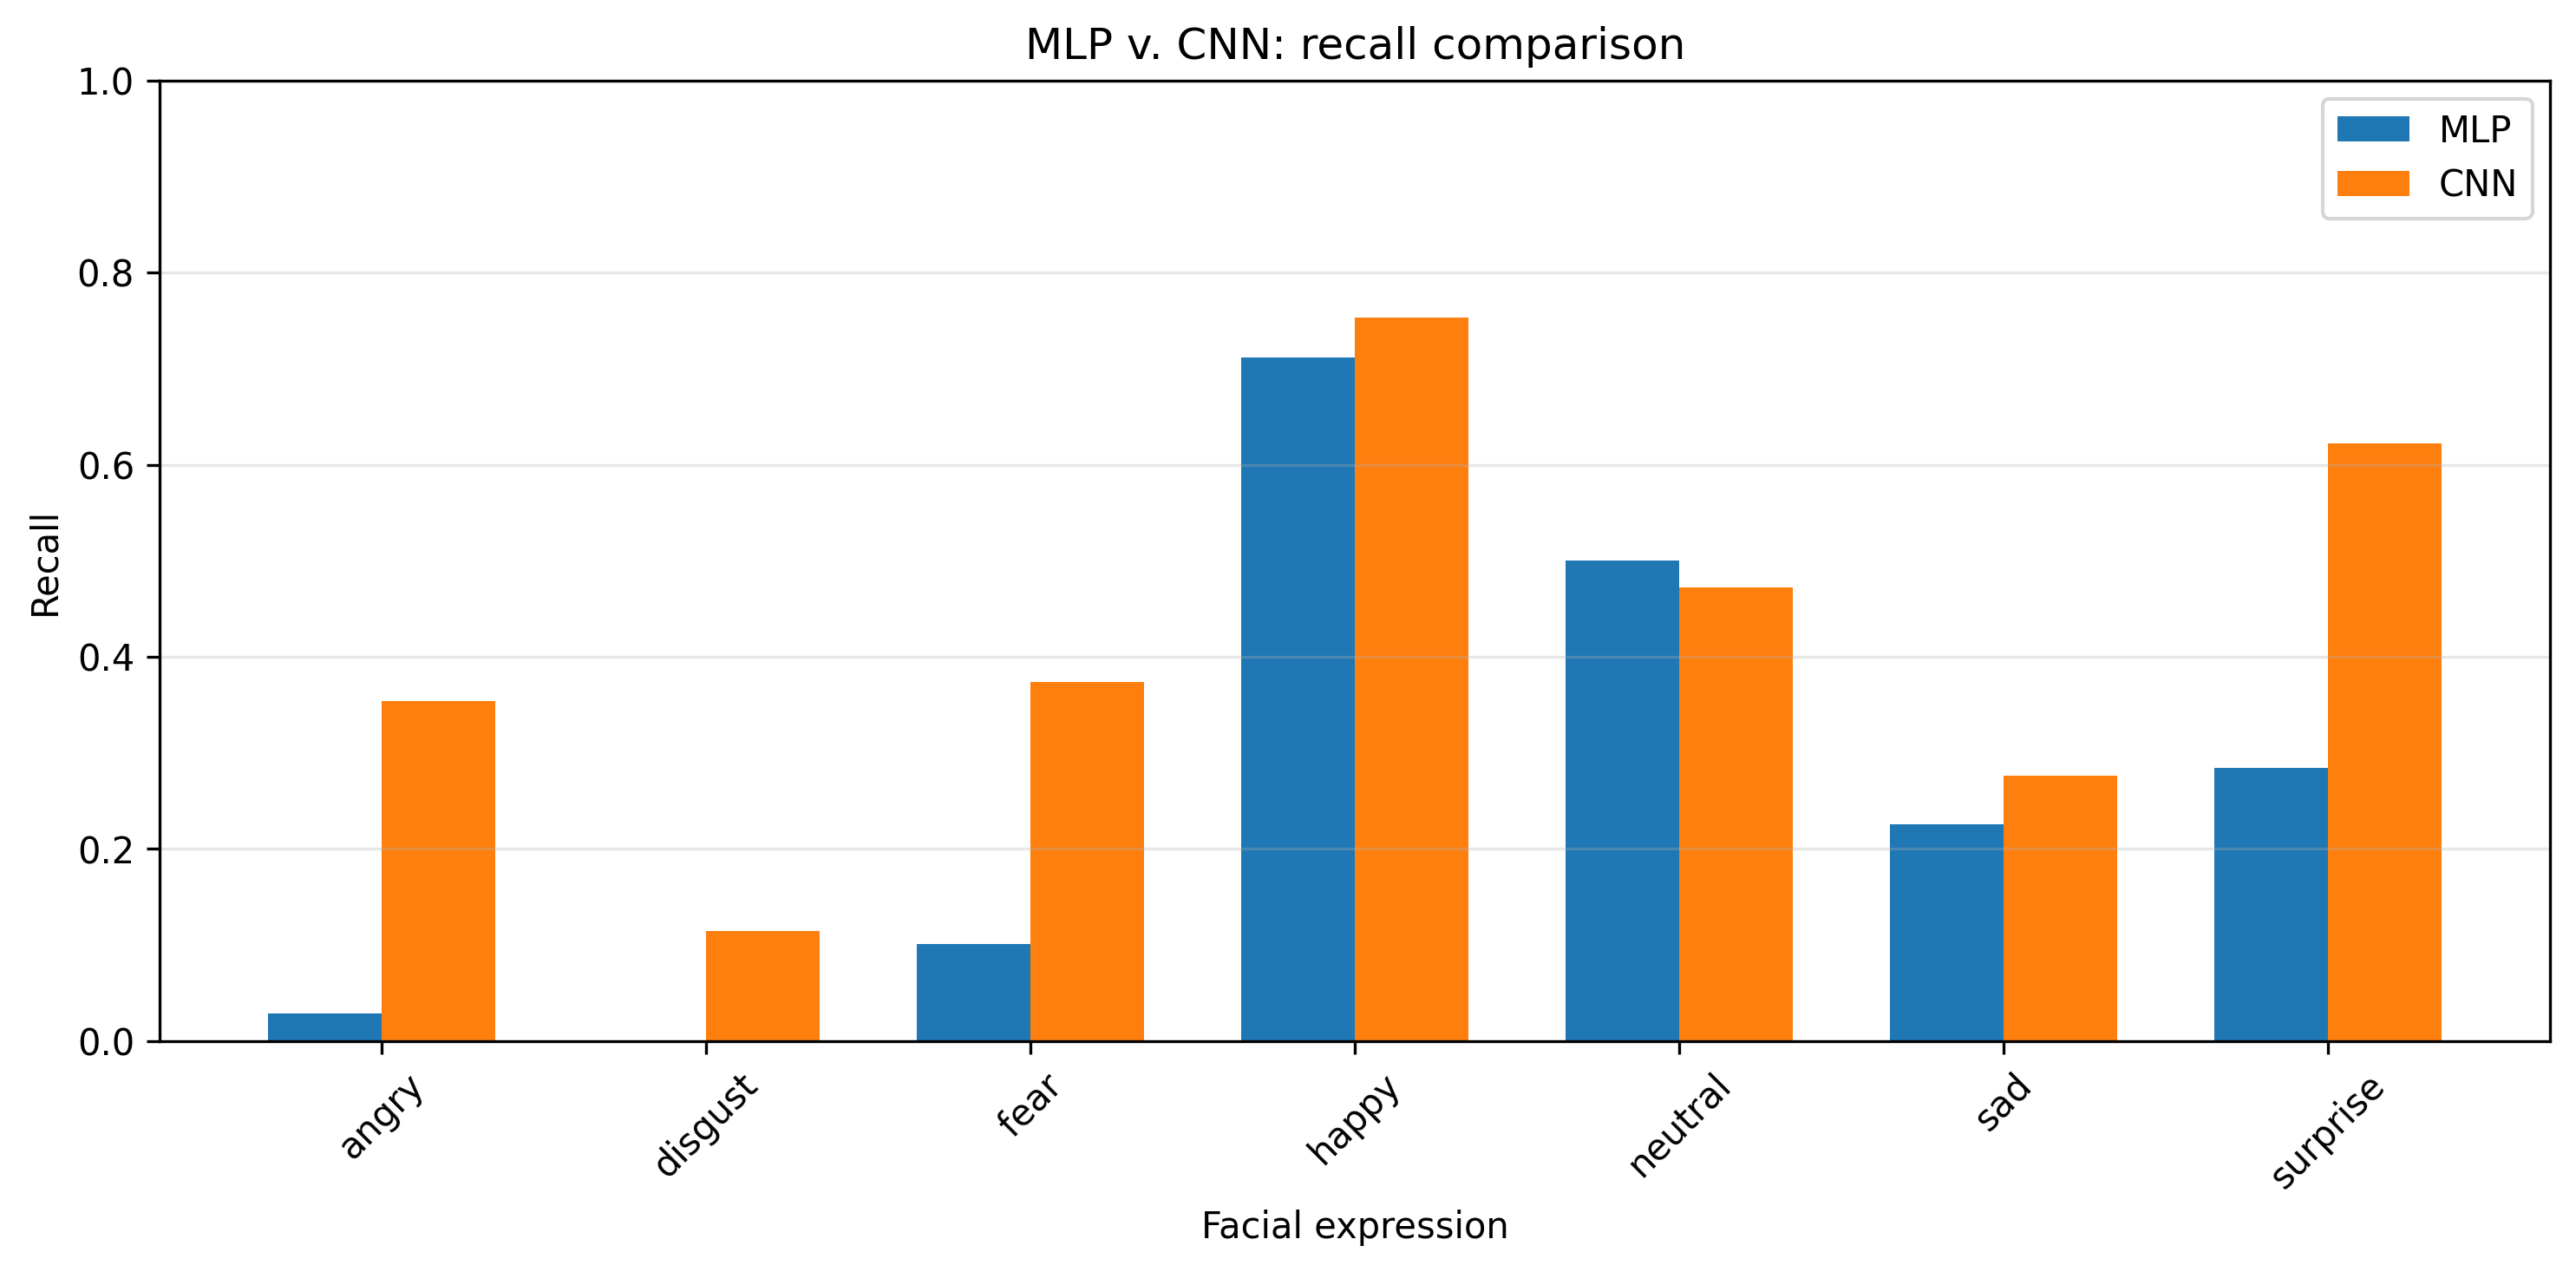 MLP v. CNN: recall comparison
1.0
0.8
0.6
0.4
0.2
0.0
Recall
MLP
CNN
angry
disgust
fear
happy
neutral
sad
surprise
Facial expression